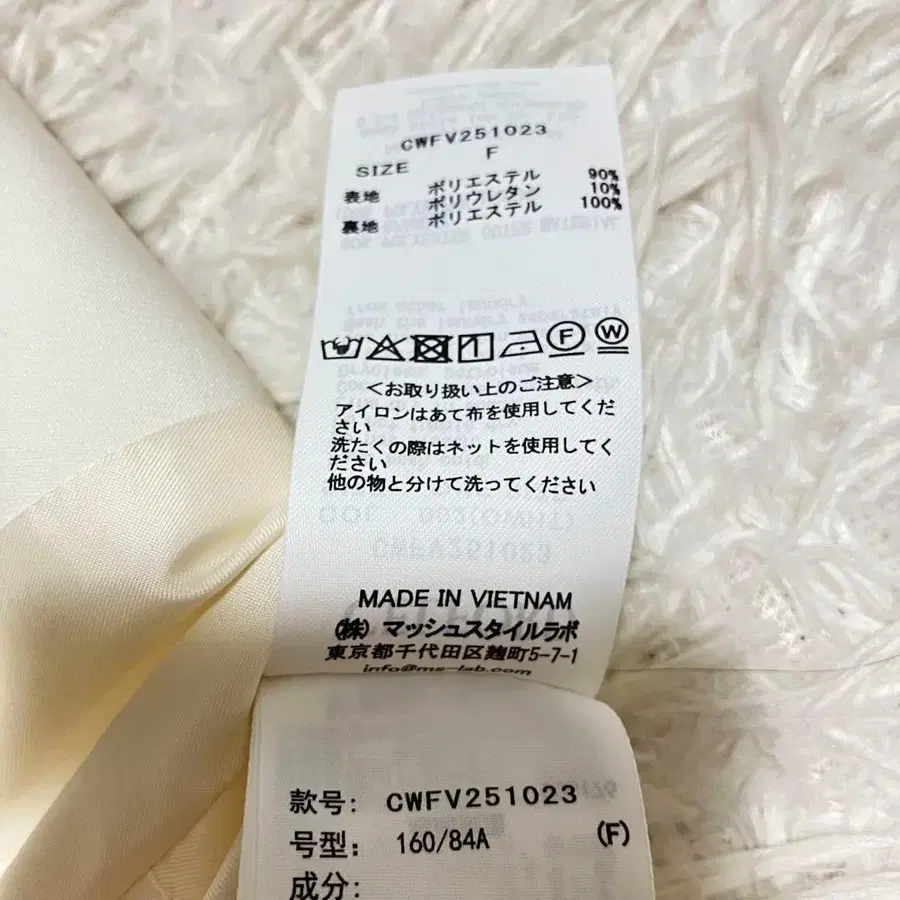 CWFV251023
SIZE F
表地 ポリエステル 90%
ポリウレタン 10%
裏地 ポリエステル 100%
<お取り扱い上のご注意>
アイロンはあて布を使用してくだ
さい
洗たくの際はネットを使用してく
ださい
他の物と分けて洗ってください
MADE IN VIETNAM
(株) マッシュスタイルラボ
東京都千代田区麹町5-7-1
info@ms-lab.com
款号: CWFV251023
号型: 160/84A (F)
成分: